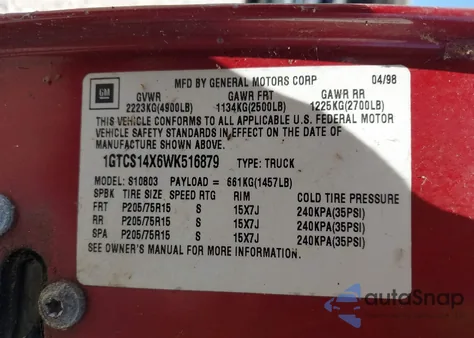 MFD BY GENERAL MOTORS CORP 04/98
GM
GVWR GAWR FRT GAWR RR
2223KG(4900LB) 1134KG(2500LB) 1225KG(2700LB)
THIS VEHICLE CONFORMS TO ALL APPLICABLE U.S. FEDERAL MOTOR
VEHICLE SAFETY STANDARDS IN EFFECT ON THE DATE OF
MANUFACTURE SHOWN ABOVE.
1GTCS14X6WK516879 TYPE: TRUCK
MODEL: S10803 PAYLOAD = 661KG(1457LB)
SPBK TIRE SIZE SPEED RTG RIM COLD TIRE PRESSURE
FRT P205/75R15 S 15X7J 240KPA(35PSI)
RR P205/75R15 S 15X7J 240KPA(35PSI)
SPA P205/75R15 S 15X7J 240KPA(35PSI)
SEE OWNER'S MANUAL FOR MORE INFORMATION.
autoSnap